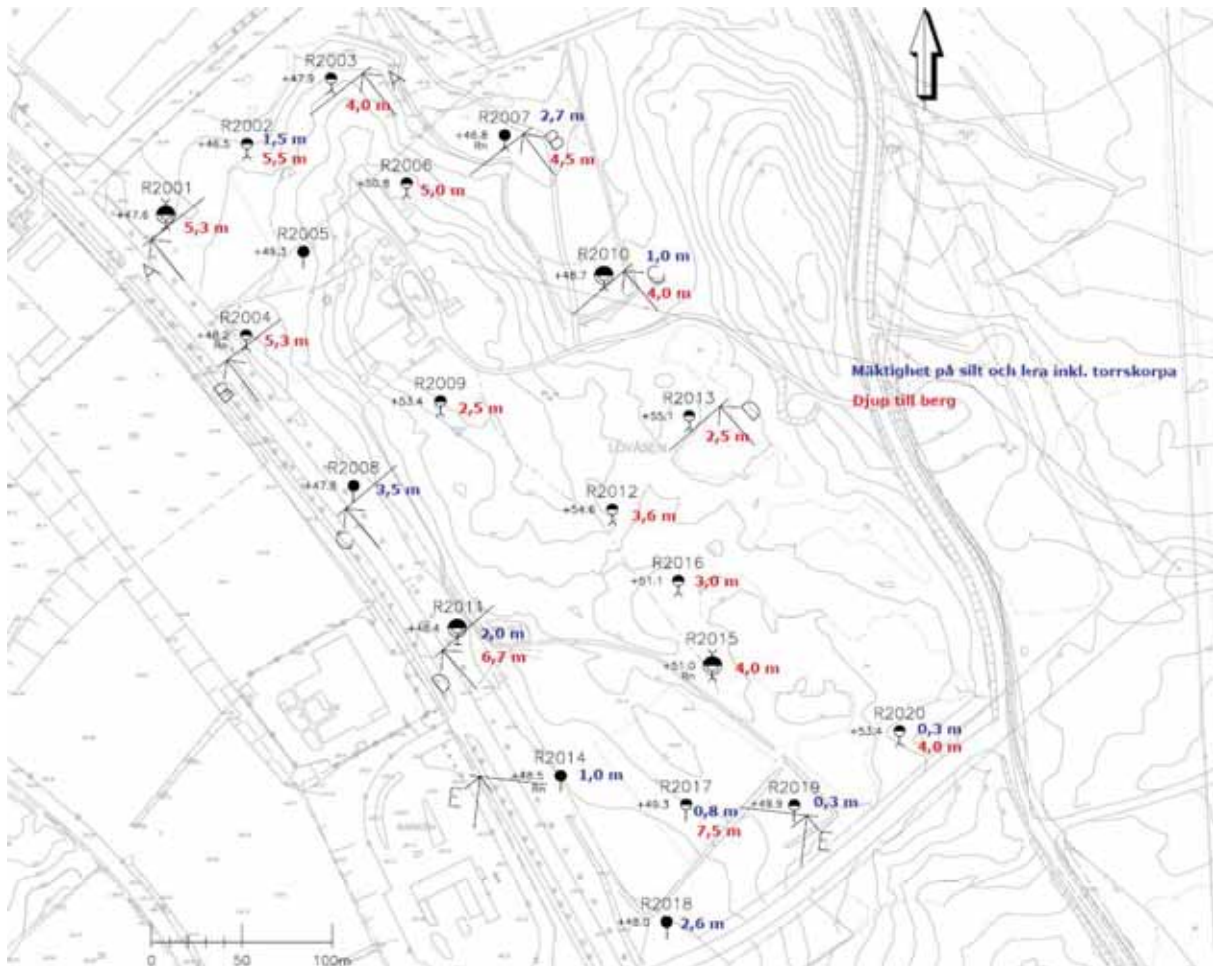 R2003
+47.9
4,0 m
A
R2007
2,7 m
+46.8
Rn
B
4,5 m
R2002
1,5 m
+46.5
5,5 m
R2006
+50.8
5,0 m
R2001
+47.6
5,3 m
A
R2005
+49.3
R2010
1,0 m
+48.7
C
4,0 m
R2004
+48.2
Rn
5,3 m
B
Mäktighet på silt och lera inkl. torrskorpa
Djup till berg
R2009
+53.4
2,5 m
R2013
+55.1
D
2,5 m
LÖVÅSEN
R2008
+47.8
3,5 m
C
R2012
+54.6
3,6 m
R2016
+51.1
3,0 m
R2011
+48.4
2,0 m
6,7 m
D
R2015
+51.0
Rn
4,0 m
R2020
+53.4
0,3 m
4,0 m
R2014
+48.5
Rn
1,0 m
E
R2017
+49.3
0,8 m
7,5 m
R2019
+49.9
0,3 m
E
R2018
+48.0
2,6 m
0 50 100m